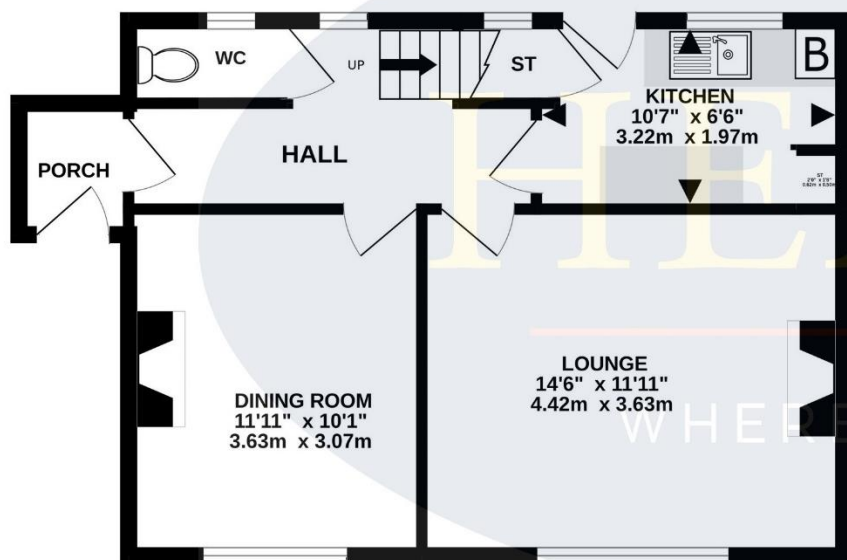 WC
UP
ST
B
KITCHEN
10'7" x 6'6"
3.22m x 1.97m
PORCH
HALL
ST
DINING ROOM
11'11" x 10'1"
3.63m x 3.07m
LOUNGE
14'6" x 11'11"
4.42m x 3.63m
WHERE